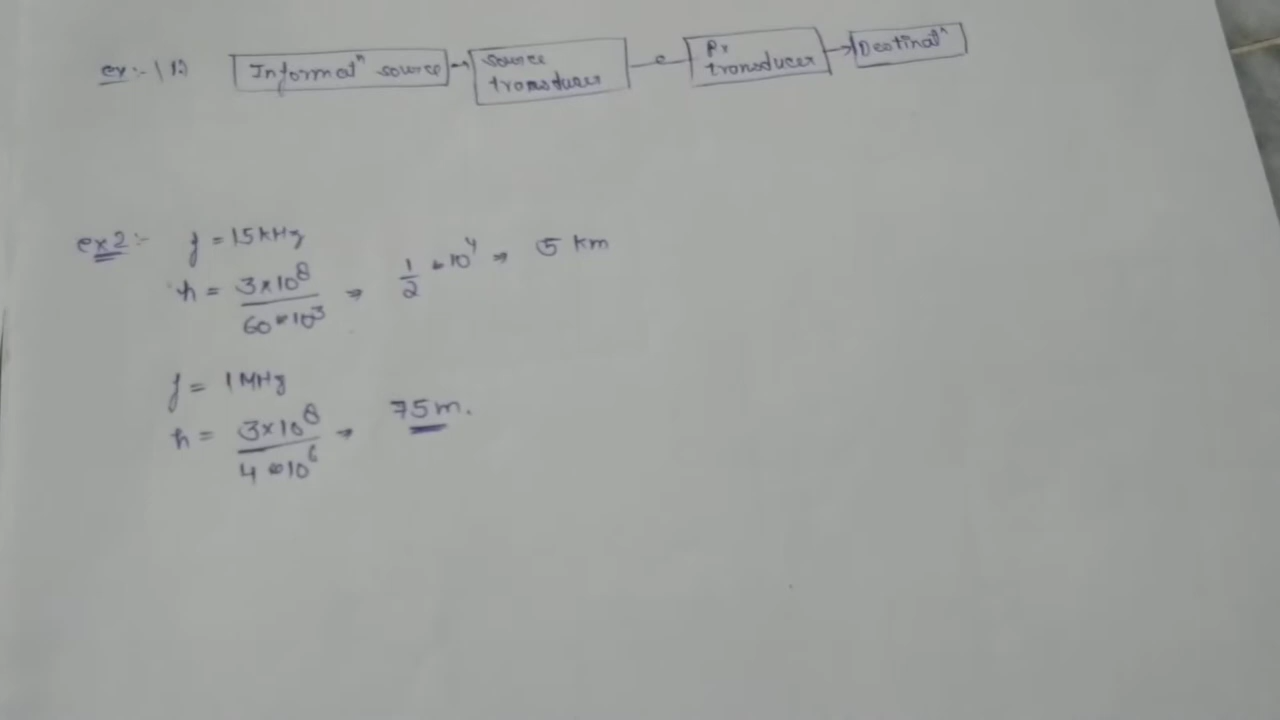 ex:- 1)
Informatⁿ source → source transducer — c — Pr transducer → Destinatⁿ
ex2:- f = 15 kHz
h = 3×10⁸ / 60×10³ ⇒ 1/2 × 10⁴ ⇒ 5 km
f = 1 MHz
h = 3×10⁸ / 4×10⁶ ⇒ 75 m.